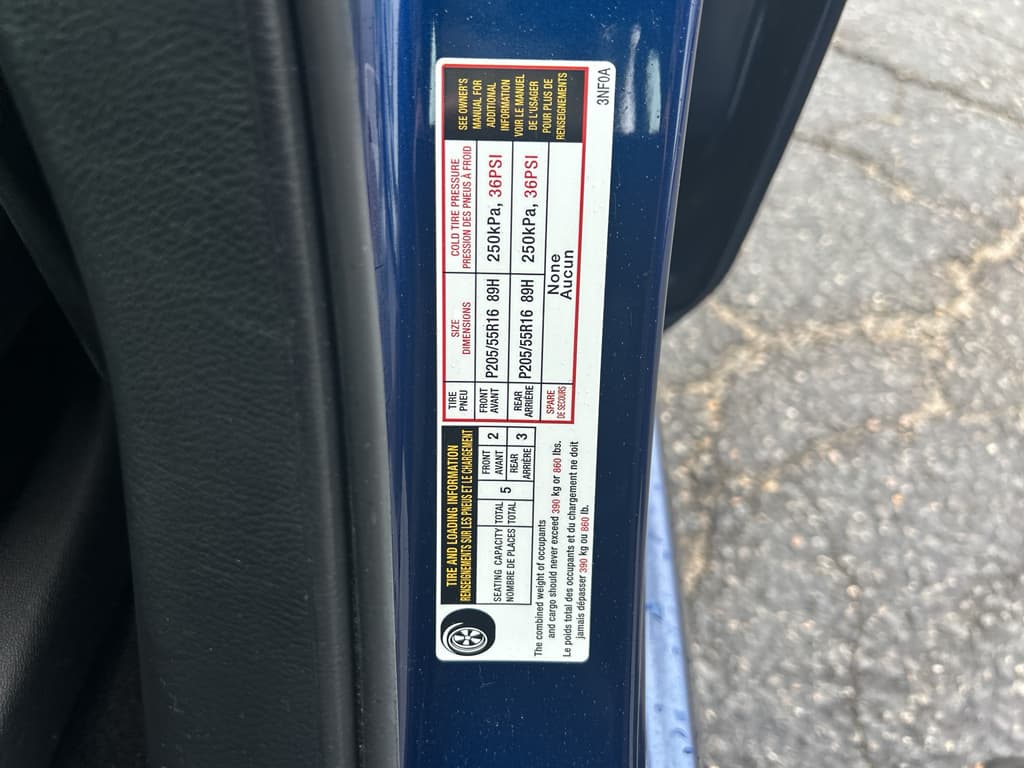 TIRE AND LOADING INFORMATION
RENSEIGNEMENTS SUR LES PNEUS ET LE CHARGEMENT
SEATING CAPACITY
NOMBRE DE PLACES
TOTAL
TOTAL
5
FRONT
AVANT
2
REAR
ARRIÈRE
3
The combined weight of occupants
and cargo should never exceed 390 kg or 860 lbs.
Le poids total des occupants et du chargement ne doit
jamais dépasser 390 kg ou 860 lb.
TIRE
PNEU
SIZE
DIMENSIONS
COLD TIRE PRESSURE
PRESSION DES PNEUS À FROID
FRONT
AVANT
P205/55R16 89H
250kPa, 36PSI
REAR
ARRIÈRE
P205/55R16 89H
250kPa, 36PSI
SPARE
DE SECOURS
None
Aucun
SEE OWNER'S
MANUAL FOR
ADDITIONAL
INFORMATION
VOIR LE MANUEL
DE L'USAGER
POUR PLUS DE
RENSEIGNEMENTS
3NF0A